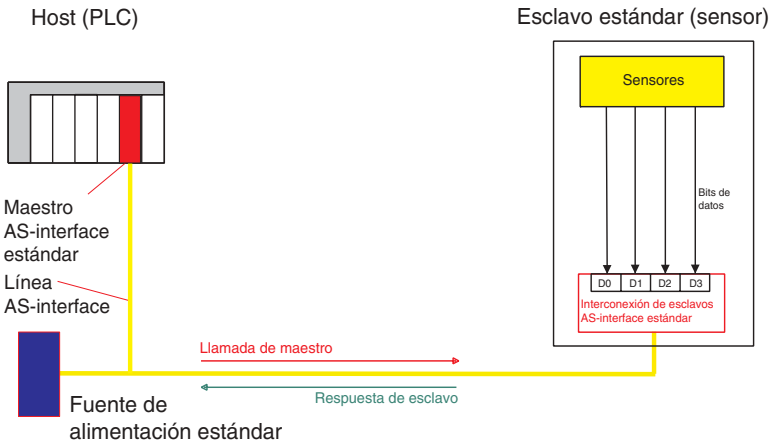 Host (PLC)
Esclavo estándar (sensor)
Sensores
Bits de
datos
Maestro
AS-interface
estándar
Línea
AS-interface
D0 D1 D2 D3
Interconexión de esclavos
AS-interface estándar
Llamada de maestro
Respuesta de esclavo
Fuente de
alimentación estándar